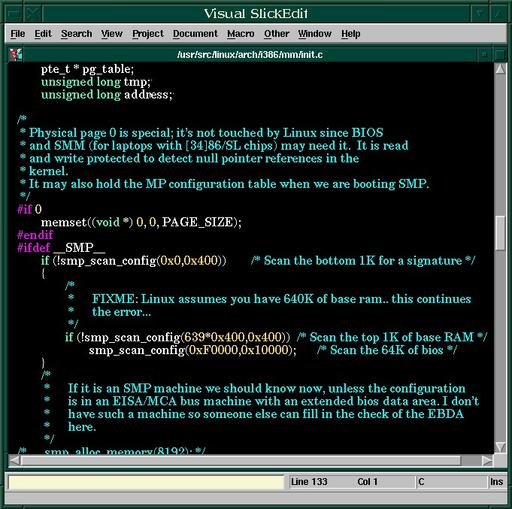 Visual SlickEdit
File Edit Search View Project Document Macro Other Window Help
/usr/src/linux/arch/i386/mm/init.c
pte_t * pg_table;
unsigned long tmp;
unsigned long address;
/*
* Physical page 0 is special; it's not touched by Linux since BIOS
* and SMM (for laptops with [34]86/SL chips) may need it. It is read
* and write protected to detect null pointer references in the
* kernel.
* It may also hold the MP configuration table when we are booting SMP.
*/
#if 0
memset((void *) 0, 0, PAGE_SIZE);
#endif
#ifdef __SMP__
if (!smp_scan_config(0x0,0x400)) /* Scan the bottom 1K for a signature */
{
/*
* FIXME: Linux assumes you have 640K of base ram.. this continues
* the error...
*/
if (!smp_scan_config(639*0x400,0x400)) /* Scan the top 1K of base RAM */
smp_scan_config(0xF0000,0x10000); /* Scan the 64K of bios */
}
/*
* If it is an SMP machine we should know now, unless the configuration
* is in an EISA/MCA bus machine with an extended bios data area. I don't
* have such a machine so someone else can fill in the check of the EBDA
* here.
*/
/* smp_alloc_memory(8192); */
Line 133 Col 1 C Ins